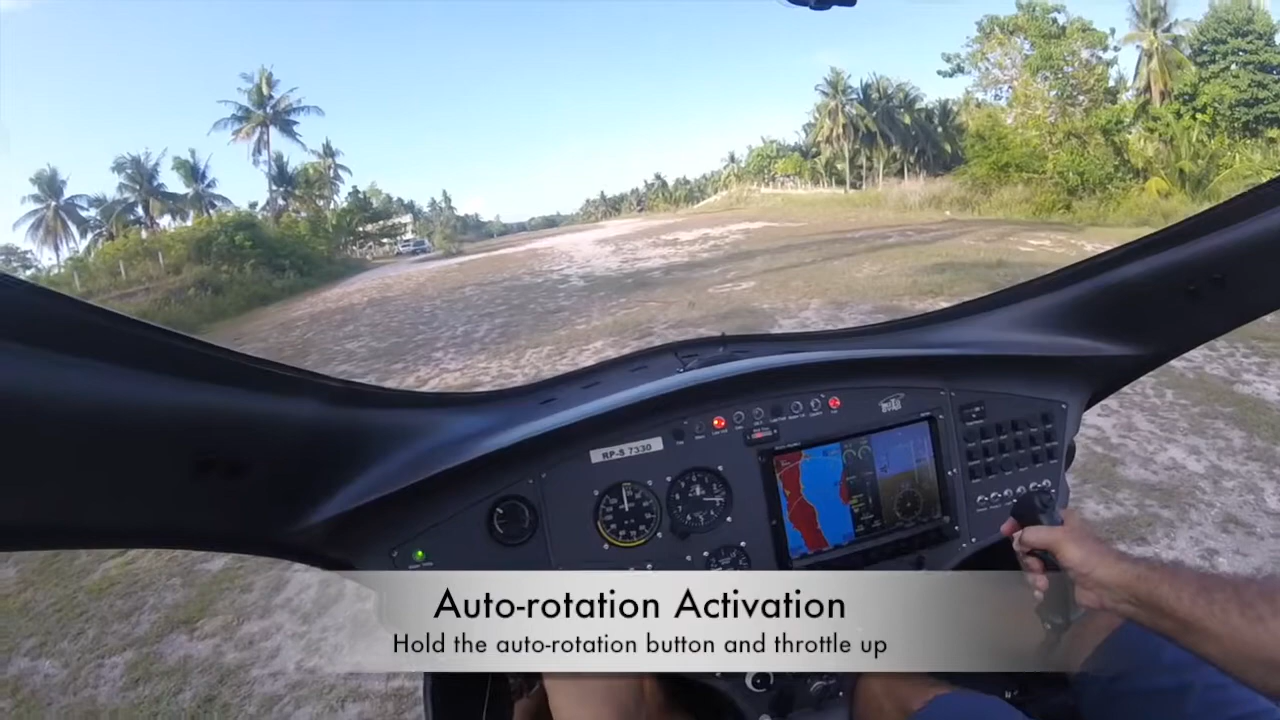 RP-S 7330
Auto-rotation Activation
Hold the auto-rotation button and throttle up